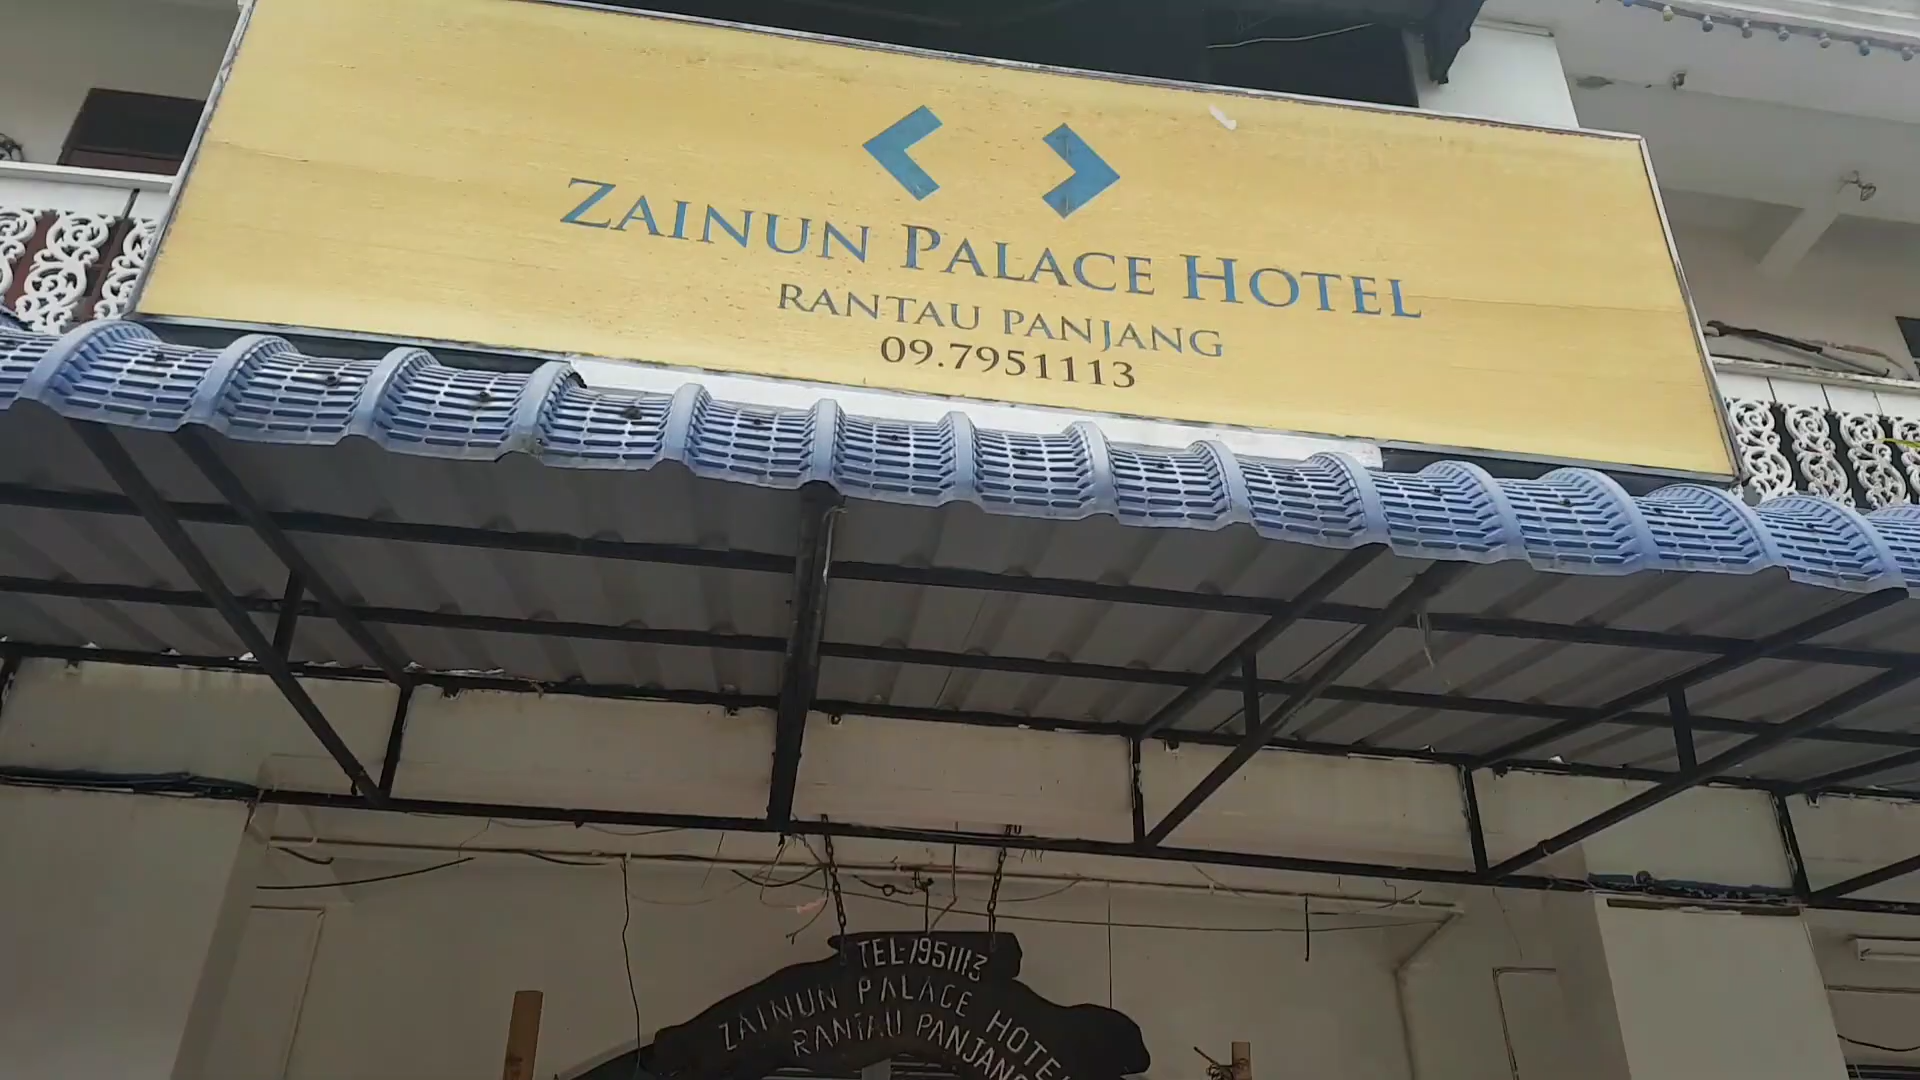 ZAINUN PALACE HOTEL
RANTAU PANJANG
09.7951113
TEL-7951113
ZAINUN PALACE HOTEL
RANTAU PANJANG